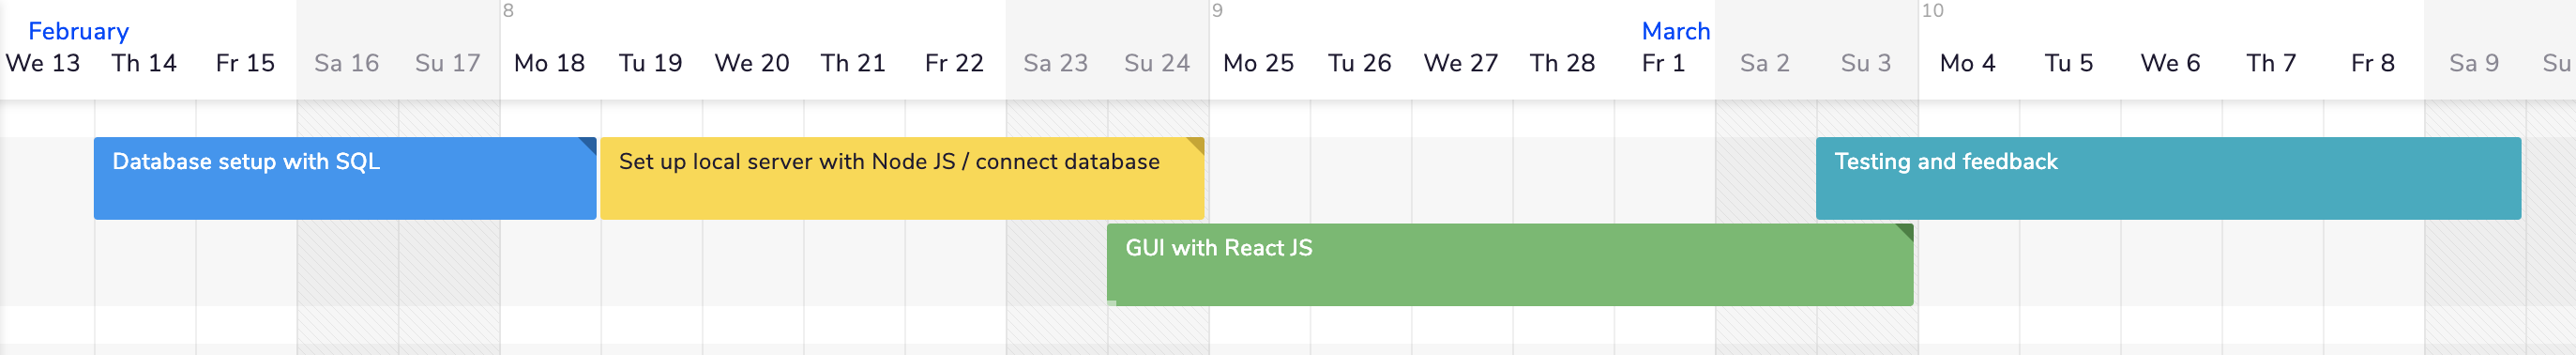 8 9 10
February March
We 13 Th 14 Fr 15 Sa 16 Su 17 Mo 18 Tu 19 We 20 Th 21 Fr 22 Sa 23 Su 24 Mo 25 Tu 26 We 27 Th 28 Fr 1 Sa 2 Su 3 Mo 4 Tu 5 We 6 Th 7 Fr 8 Sa 9 Su
Database setup with SQL
Set up local server with Node JS / connect database
Testing and feedback
GUI with React JS